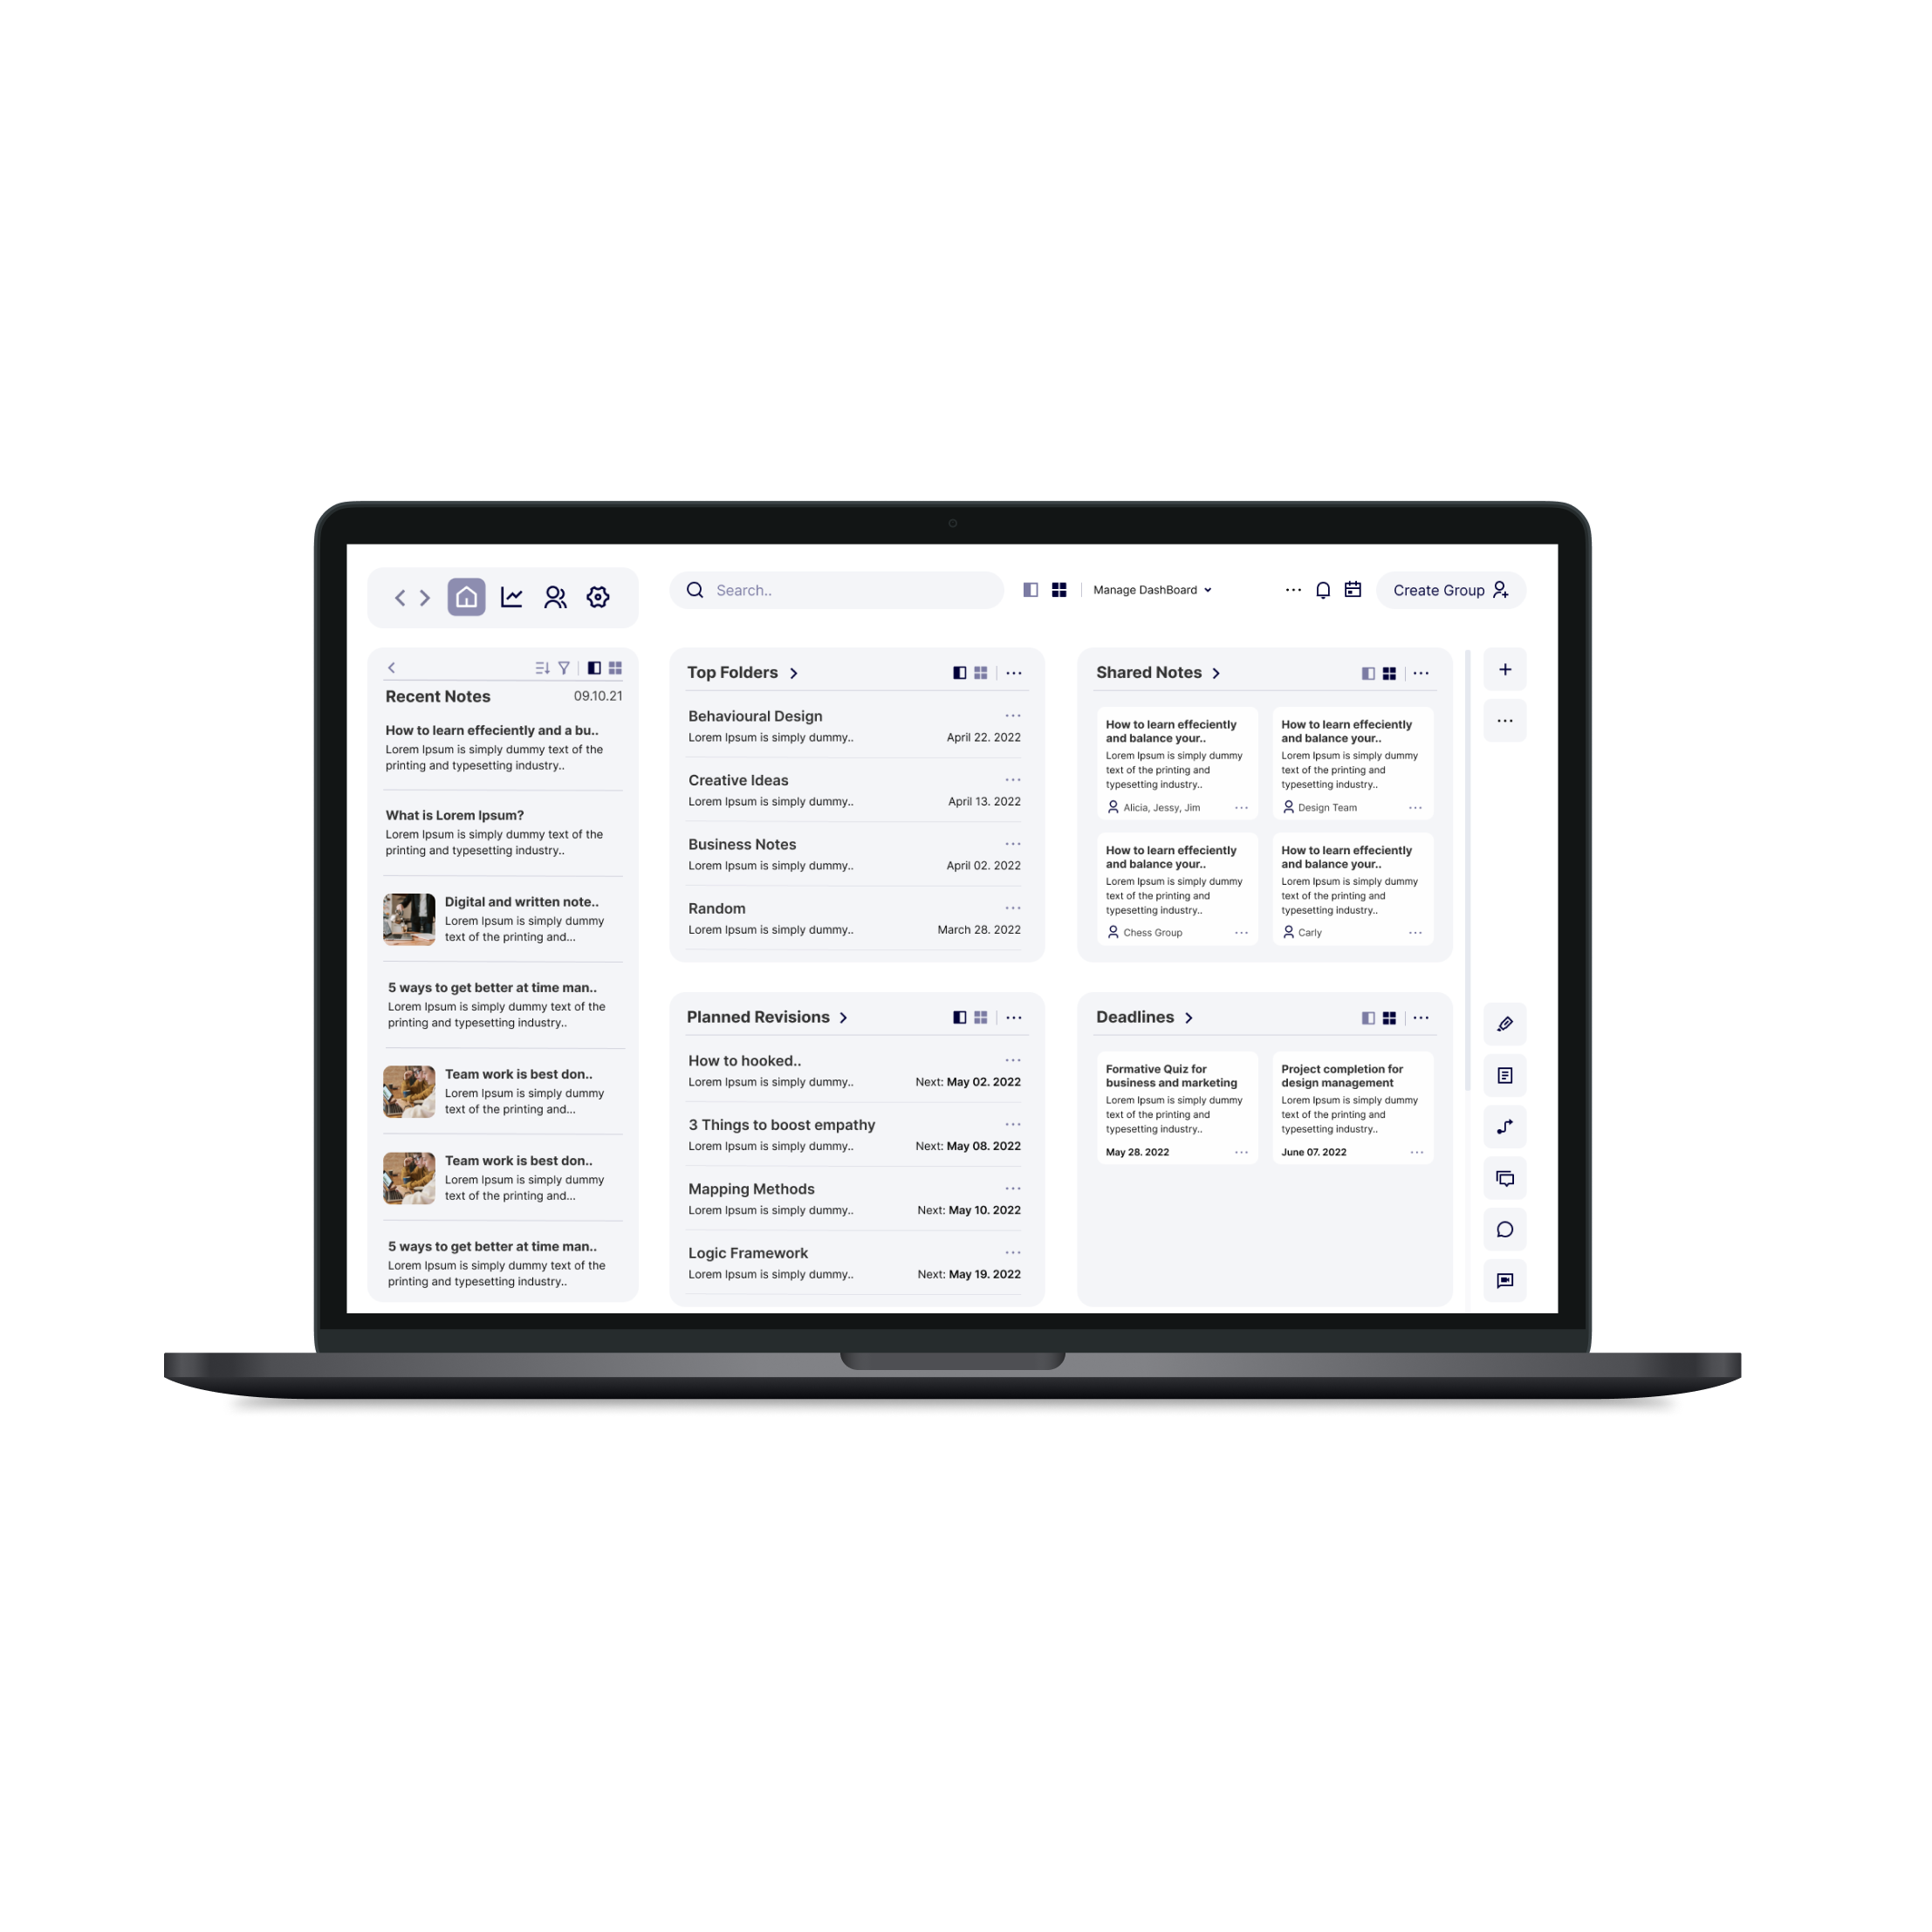 Search..
Manage DashBoard
Create Group
Recent Notes
09.10.21
How to learn effeciently and a bu..
Lorem Ipsum is simply dummy text of the
printing and typesetting industry..
What is Lorem Ipsum?
Lorem Ipsum is simply dummy text of the
printing and typesetting industry..
Digital and written note..
Lorem Ipsum is simply dummy
text of the printing and...
5 ways to get better at time man..
Lorem Ipsum is simply dummy text of the
printing and typesetting industry..
Team work is best don..
Lorem Ipsum is simply dummy
text of the printing and...
Team work is best don..
Lorem Ipsum is simply dummy
text of the printing and...
5 ways to get better at time man..
Lorem Ipsum is simply dummy text of the
printing and typesetting industry..
Top Folders
Behavioural Design
Lorem Ipsum is simply dummy..
April 22. 2022
Creative Ideas
Lorem Ipsum is simply dummy..
April 13. 2022
Business Notes
Lorem Ipsum is simply dummy..
April 02. 2022
Random
Lorem Ipsum is simply dummy..
March 28. 2022
Shared Notes
How to learn effeciently
and balance your..
Lorem Ipsum is simply dummy
text of the printing and
typesetting industry..
Alicia, Jessy, Jim
How to learn effeciently
and balance your..
Lorem Ipsum is simply dummy
text of the printing and
typesetting industry..
Design Team
How to learn effeciently
and balance your..
Lorem Ipsum is simply dummy
text of the printing and
typesetting industry..
Chess Group
How to learn effeciently
and balance your..
Lorem Ipsum is simply dummy
text of the printing and
typesetting industry..
Carly
Planned Revisions
How to hooked..
Lorem Ipsum is simply dummy..
Next: May 02. 2022
3 Things to boost empathy
Lorem Ipsum is simply dummy..
Next: May 08. 2022
Mapping Methods
Lorem Ipsum is simply dummy..
Next: May 10. 2022
Logic Framework
Lorem Ipsum is simply dummy..
Next: May 19. 2022
Deadlines
Formative Quiz for
business and marketing
Lorem Ipsum is simply dummy
text of the printing and
typesetting industry..
May 28. 2022
Project completion for
design management
Lorem Ipsum is simply dummy
text of the printing and
typesetting industry..
June 07. 2022